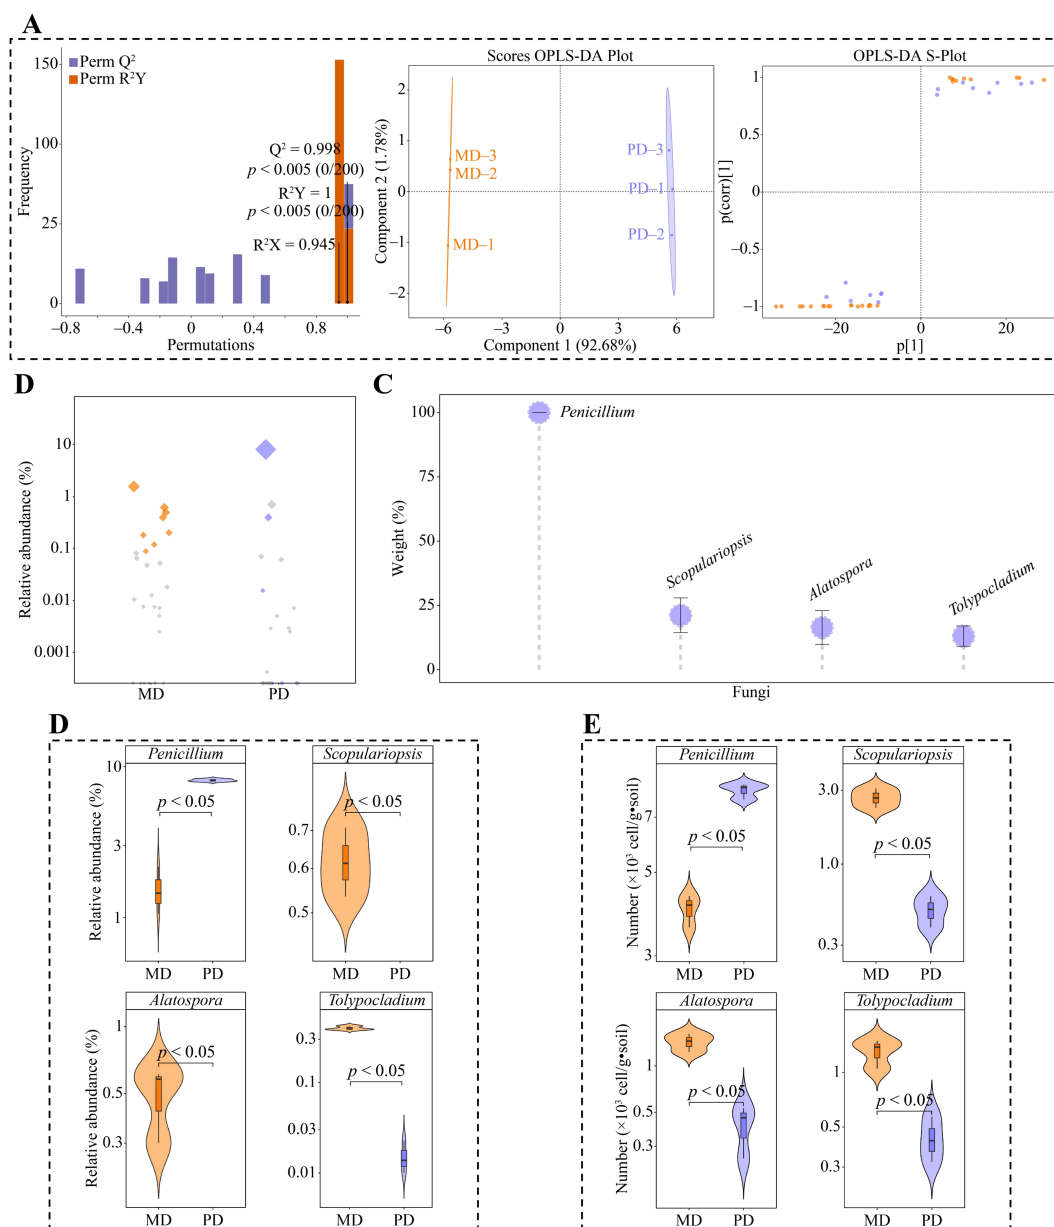 A
Perm Q²
Perm R²Y
Frequency
150
100
25
0
Q² = 0.998
p < 0.005 (0/200)
R²Y = 1
p < 0.005 (0/200)
R²X = 0.945
−0.8
−0.4
0
0.4
0.8
Permutations
Scores OPLS-DA Plot
Component 2 (1.78%)
2
1
0
−1
−2
MD−3
MD−2
MD−1
PD−3
PD−1
PD−2
−6
−3
0
3
6
Component 1 (92.68%)
OPLS-DA S-Plot
p(corr)[1]
1
0.5
0
−0.5
−1
−20
0
20
p[1]
D
Relative abundance (%)
10
1
0.1
0.01
0.001
MD
PD
C
Weight (%)
100
75
50
25
0
Penicillium
Scopulariopsis
Alatospora
Tolypocladium
Fungi
D
Penicillium
Relative abundance (%)
10
3
1
p < 0.05
MD
PD
Scopulariopsis
0.7
0.6
0.5
p < 0.05
MD
PD
Alatospora
Relative abundance (%)
1
0.5
0.3
p < 0.05
MD
PD
Tolypocladium
0.3
0.1
0.03
0.01
p < 0.05
MD
PD
E
Penicillium
Number (×10³ cell/g•soil)
7
5
3
p < 0.05
MD
PD
Scopulariopsis
3.0
1.0
0.3
p < 0.05
MD
PD
Alatospora
Number (×10³ cell/g•soil)
1
0.5
0.3
p < 0.05
MD
PD
Tolypocladium
1
0.5
0.3
p < 0.05
MD
PD